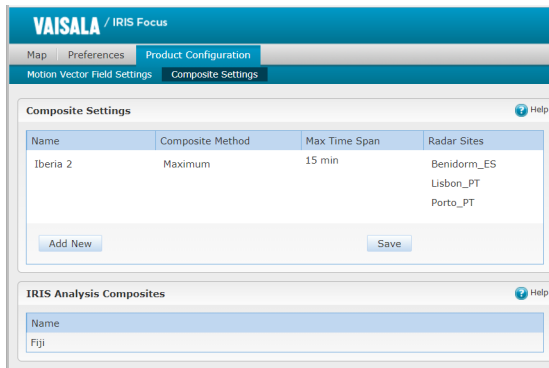 VAISALA / IRIS Focus
Map Preferences Product Configuration
Motion Vector Field Settings Composite Settings
Composite Settings Help
Name Composite Method Max Time Span Radar Sites
Iberia 2 Maximum 15 min Benidorm_ES
Lisbon_PT
Porto_PT
Add New Save
IRIS Analysis Composites Help
Name
Fiji